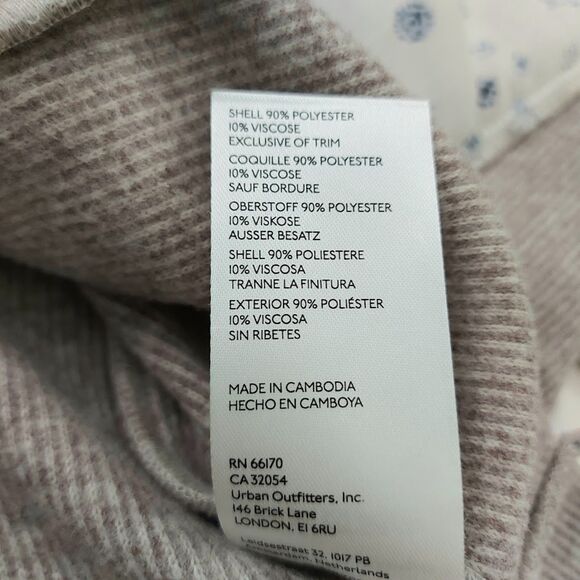 SHELL 90% POLYESTER
10% VISCOSE
EXCLUSIVE OF TRIM
COQUILLE 90% POLYESTER
10% VISCOSE
SAUF BORDURE
OBERSTOFF 90% POLYESTER
10% VISKOSE
AUSSER BESATZ
SHELL 90% POLIESTERE
10% VISCOSA
TRANNE LA FINITURA
EXTERIOR 90% POLIÉSTER
10% VISCOSA
SIN RIBETES
MADE IN CAMBODIA
HECHO EN CAMBOYA
RN 66170
CA 32054
Urban Outfitters, Inc.
146 Brick Lane
LONDON, E1 6RU
Leidsestraat 32, 1017 PB
Amsterdam, Netherlands